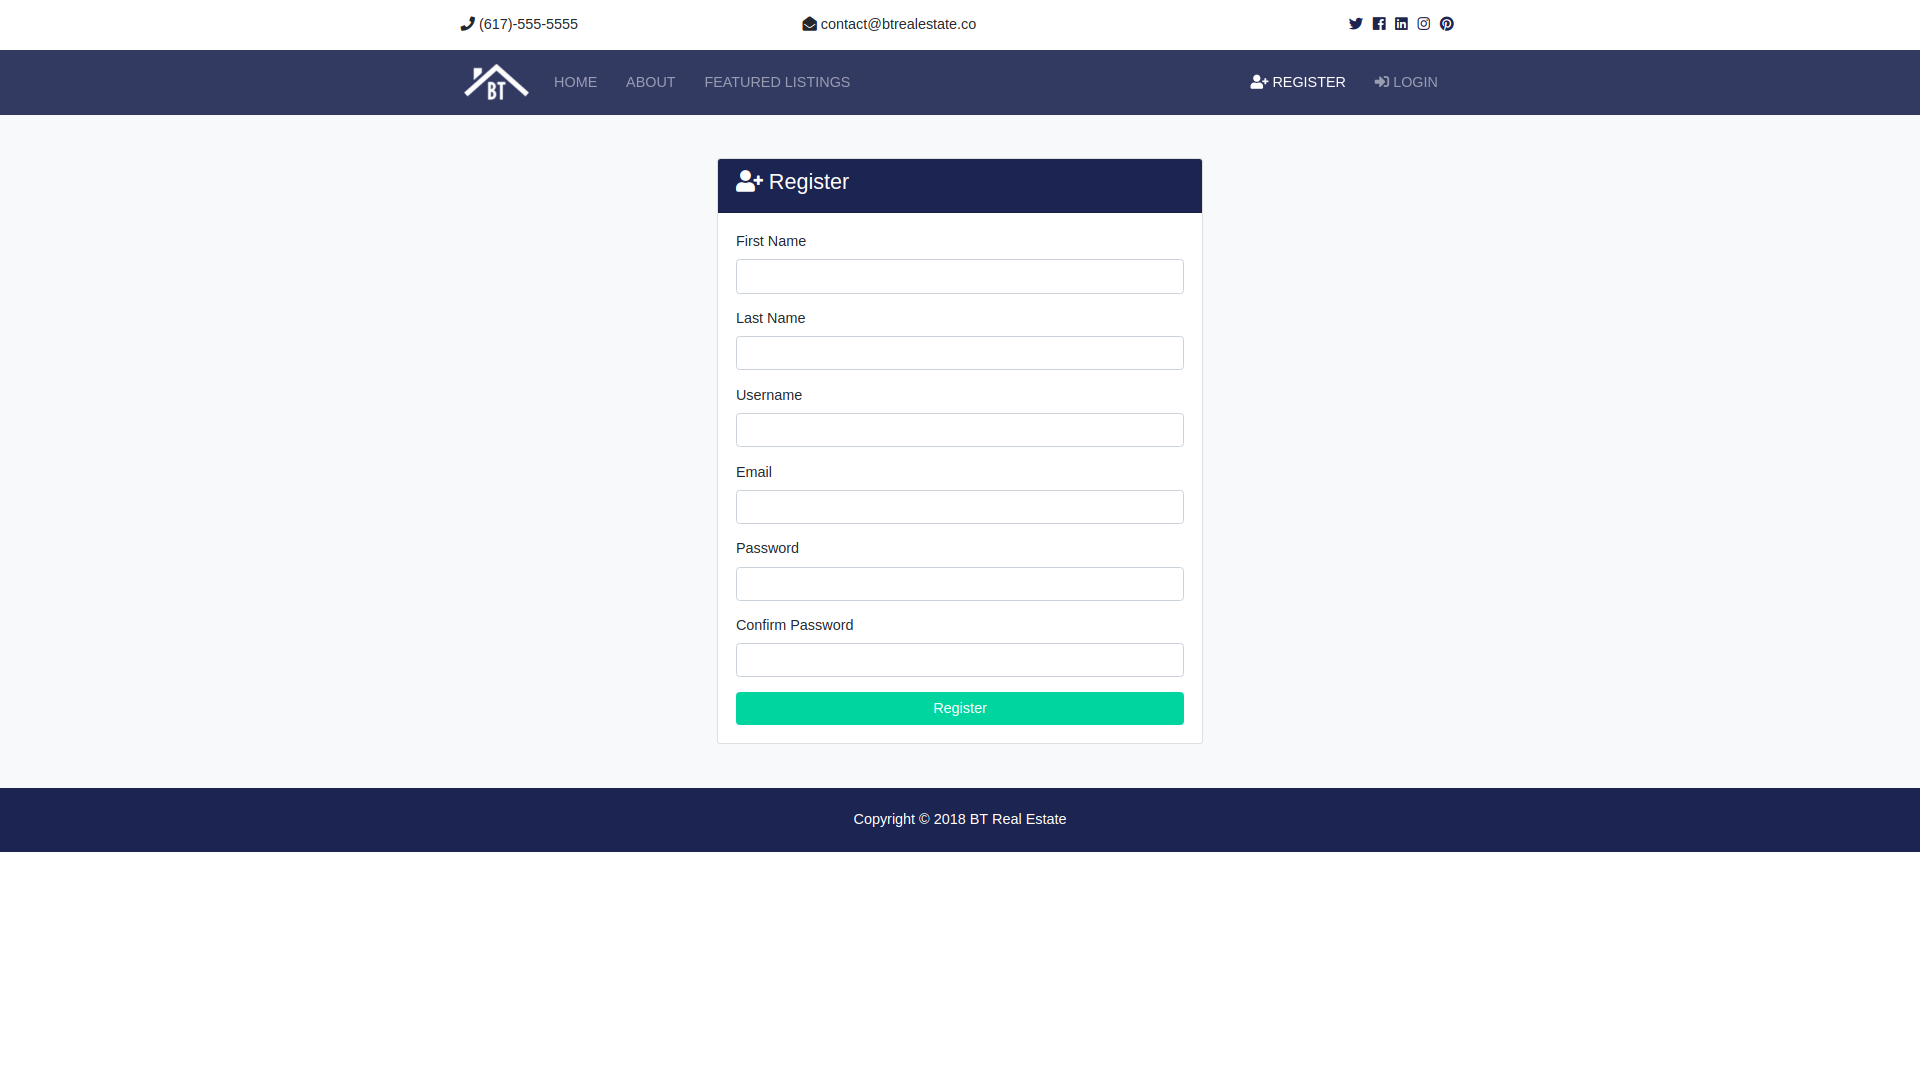 (617)-555-5555
contact@btrealestate.co
BT
HOME
ABOUT
FEATURED LISTINGS
REGISTER
LOGIN
Register
First Name
Last Name
Username
Email
Password
Confirm Password
Register
Copyright © 2018 BT Real Estate